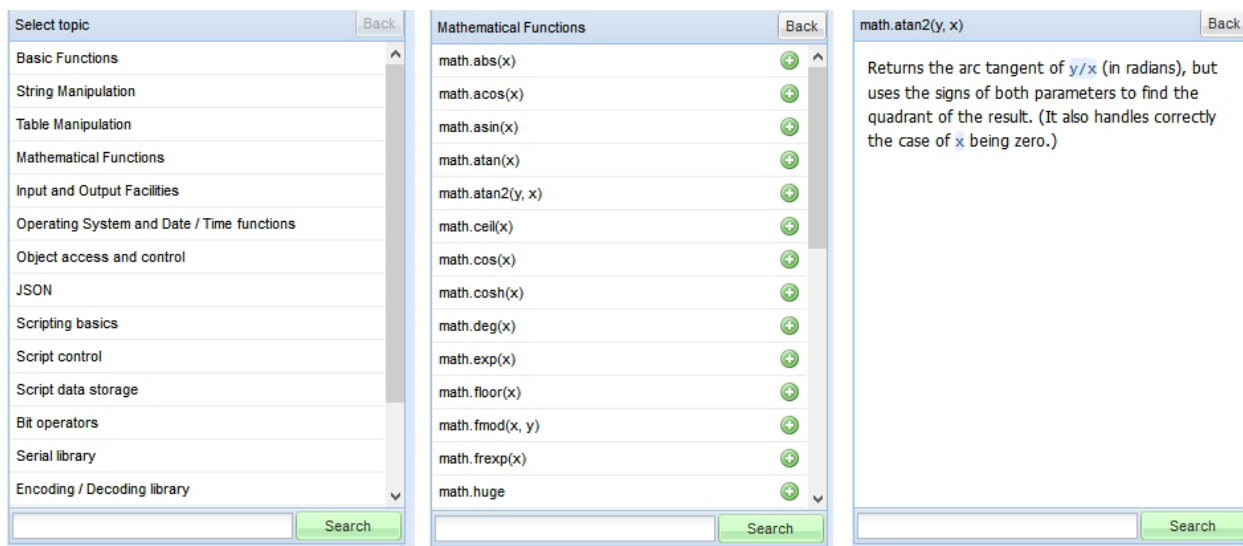 Select topic
Back
Basic Functions
String Manipulation
Table Manipulation
Mathematical Functions
Input and Output Facilities
Operating System and Date / Time functions
Object access and control
JSON
Scripting basics
Script control
Script data storage
Bit operators
Serial library
Encoding / Decoding library
Search
Mathematical Functions
Back
math.abs(x)
math.acos(x)
math.asin(x)
math.atan(x)
math.atan2(y, x)
math.ceil(x)
math.cos(x)
math.cosh(x)
math.deg(x)
math.exp(x)
math.floor(x)
math.fmod(x, y)
math.frexp(x)
math.huge
Search
math.atan2(y, x)
Back
Returns the arc tangent of y/x (in radians), but
uses the signs of both parameters to find the
quadrant of the result. (It also handles correctly
the case of x being zero.)
Search